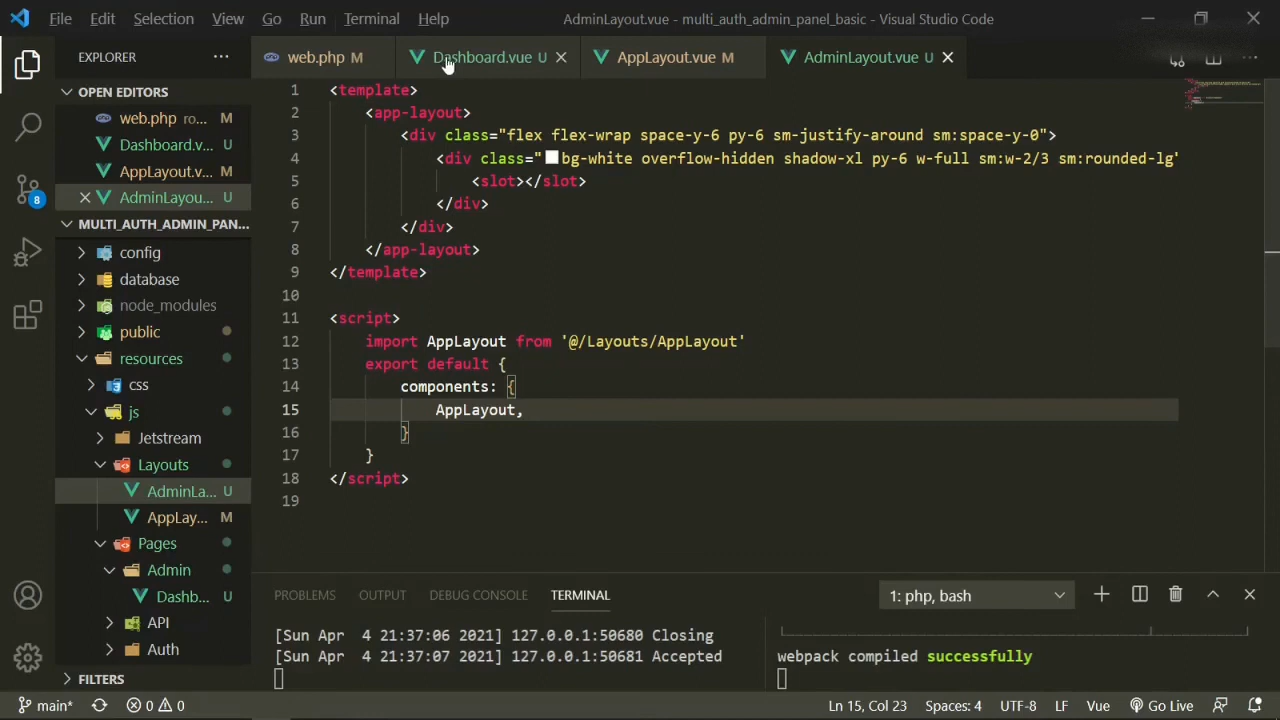 File Edit Selection View Go Run Terminal Help AdminLayout.vue - multi_auth_admin_panel_basic - Visual Studio Code
EXPLORER
web.php M Dashboard.vue U AppLayout.vue M AdminLayout.vue U
OPEN EDITORS
web.php ro... M
Dashboard.v... U
AppLayout.v... M
AdminLayou... U
MULTI_AUTH_ADMIN_PAN...
config
database
node_modules
public
resources
css
js
Jetstream
Layouts
AdminLa... U
AppLay... M
Pages
Admin
Dashb... U
API
Auth
FILTERS
8
1 <template>
2 <app-layout>
3 <div class="flex flex-wrap space-y-6 py-6 sm-justify-around sm:space-y-0">
4 <div class="bg-white overflow-hidden shadow-xl py-6 w-full sm:w-2/3 sm:rounded-lg"
5 <slot></slot>
6 </div>
7 </div>
8 </app-layout>
9 </template>
10
11 <script>
12 import AppLayout from '@/Layouts/AppLayout'
13 export default {
14 components: {
15 AppLayout,
16 }
17 }
18 </script>
19
PROBLEMS OUTPUT DEBUG CONSOLE TERMINAL 1: php, bash
[Sun Apr 4 21:37:06 2021] 127.0.0.1:50680 Closing
[Sun Apr 4 21:37:07 2021] 127.0.0.1:50681 Accepted
webpack compiled successfully
main* 0 0 Ln 15, Col 23 Spaces: 4 UTF-8 LF Vue Go Live